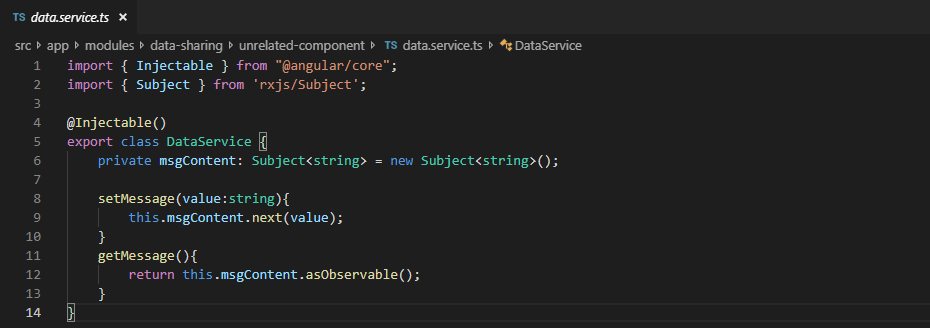 TS data.service.ts ×
src > app > modules > data-sharing > unrelated-component > TS data.service.ts > DataService
1 import { Injectable } from "@angular/core";
2 import { Subject } from 'rxjs/Subject';
3
4 @Injectable()
5 export class DataService {
6     private msgContent: Subject<string> = new Subject<string>();
7
8     setMessage(value:string){
9         this.msgContent.next(value);
10     }
11     getMessage(){
12         return this.msgContent.asObservable();
13     }
14 }